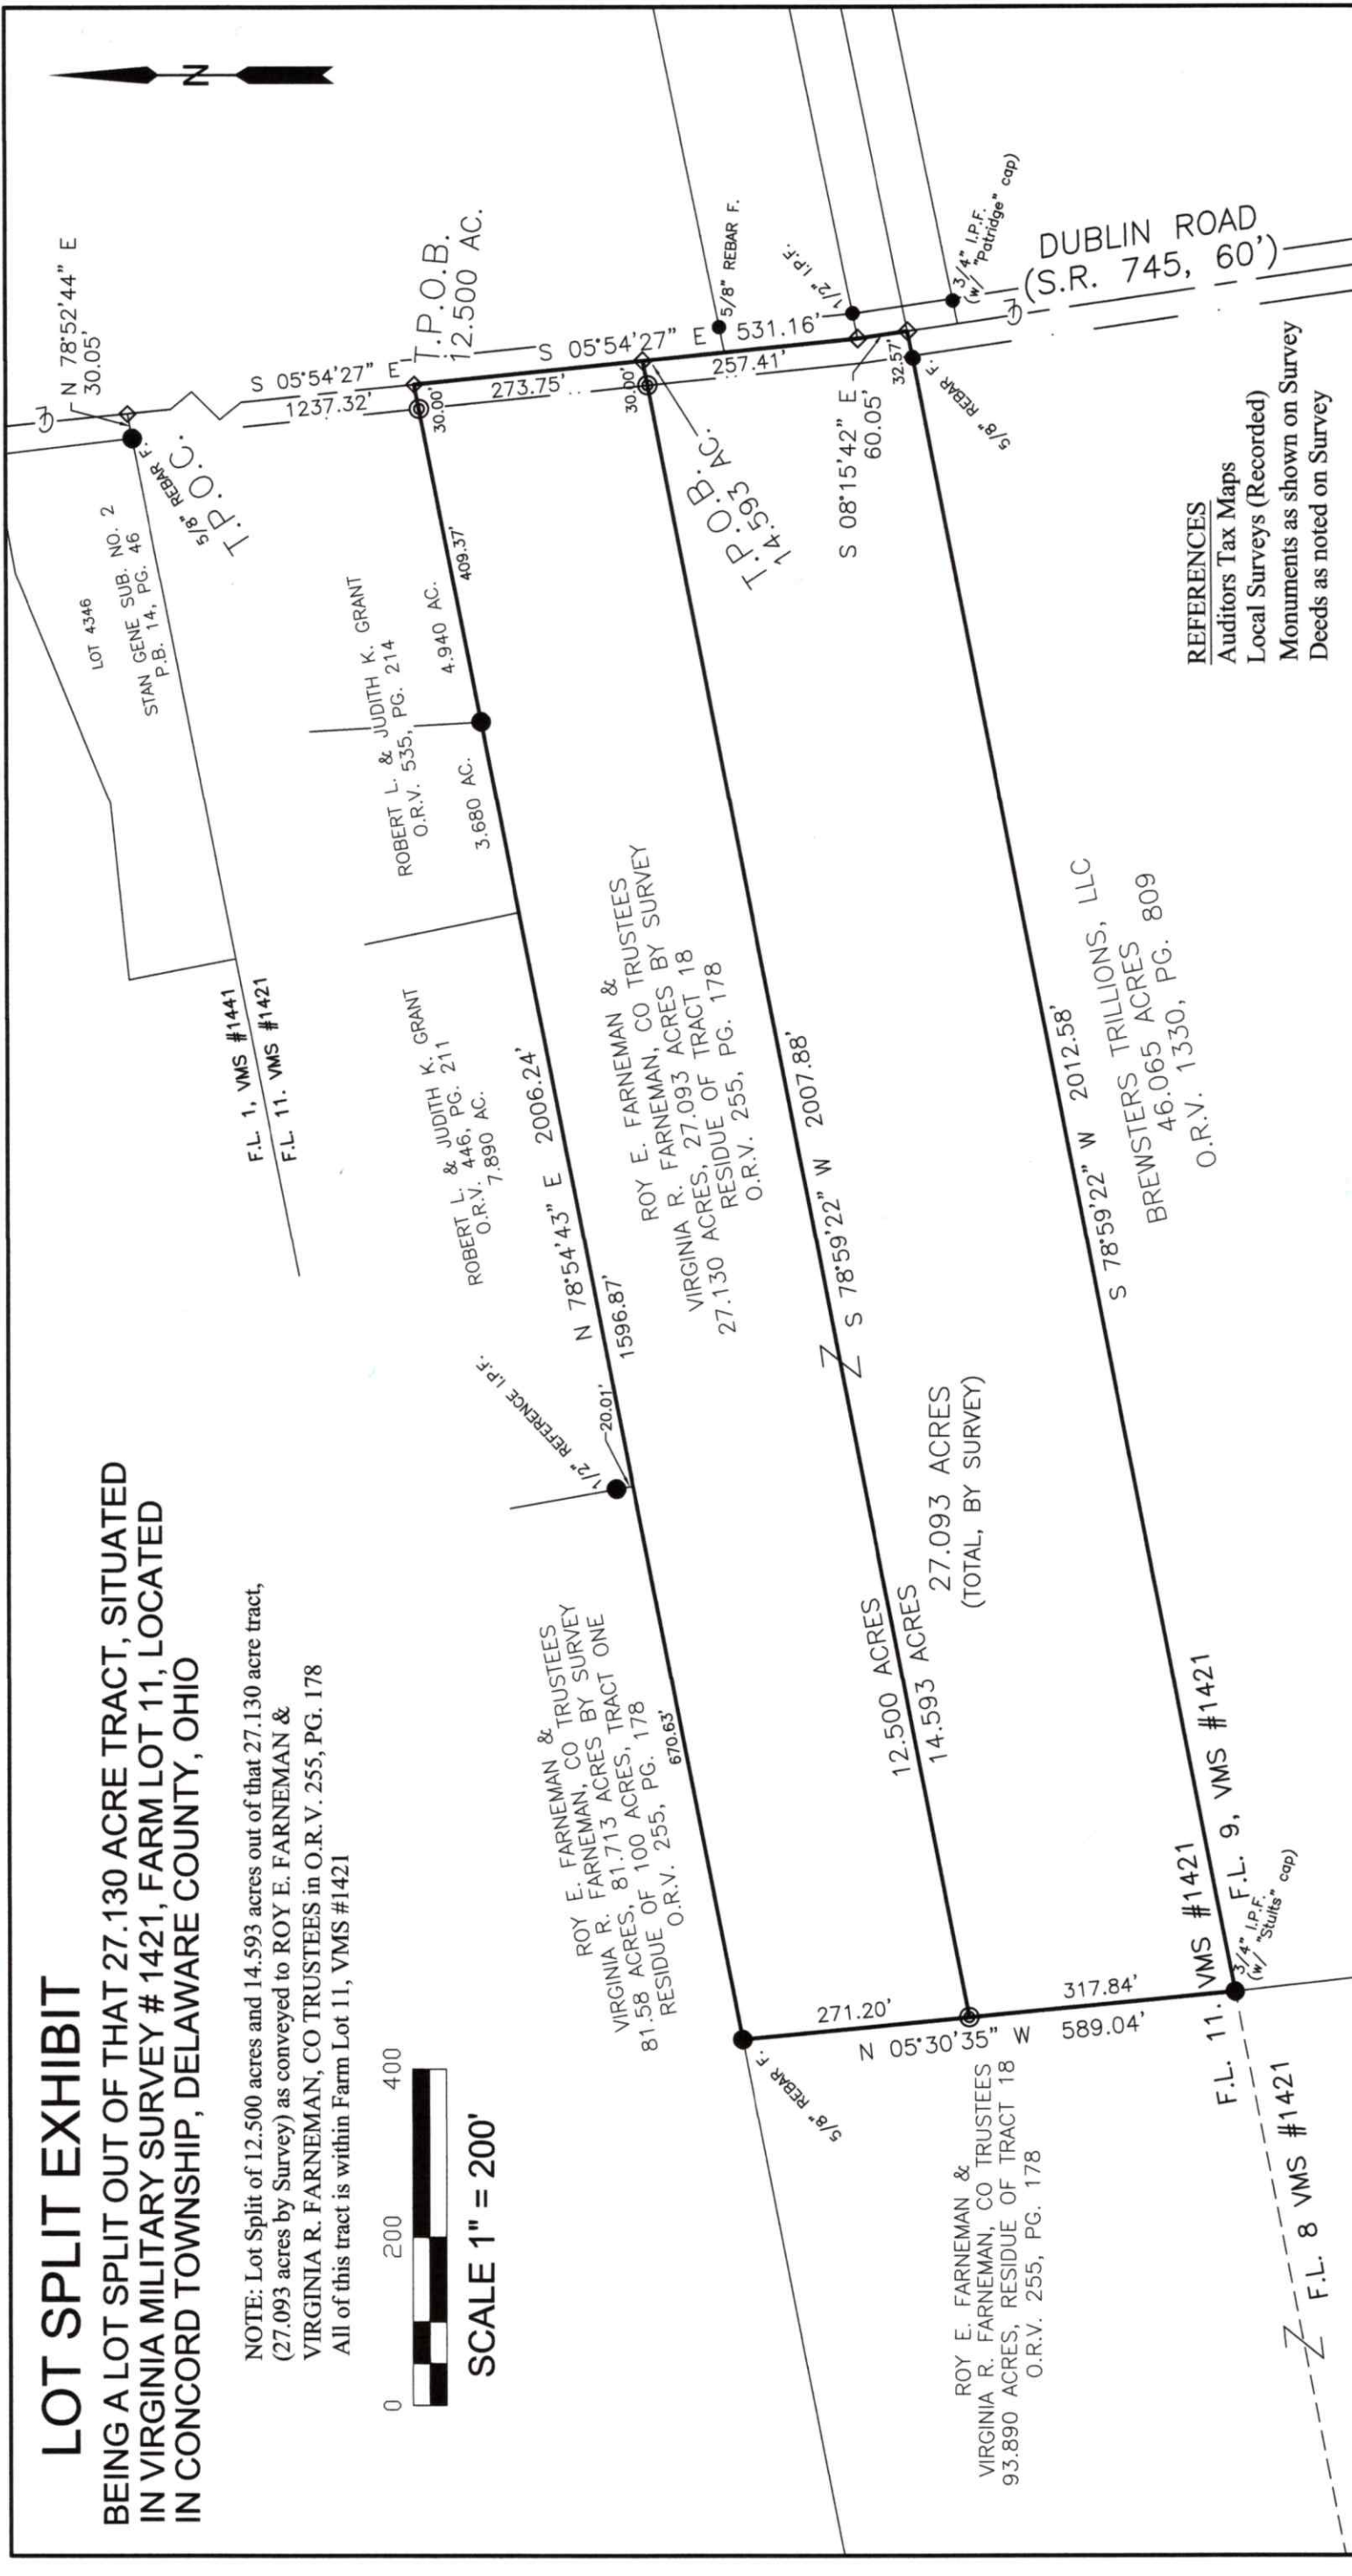 LOT SPLIT EXHIBIT
BEING A LOT SPLIT OUT OF THAT 27.130 ACRE TRACT, SITUATED
IN VIRGINIA MILITARY SURVEY # 1421, FARM LOT 11, LOCATED
IN CONCORD TOWNSHIP, DELAWARE COUNTY, OHIO
NOTE: Lot Split of 12.500 acres and 14.593 acres out of that 27.130 acre tract,
(27.093 acres by Survey) as conveyed to ROY E. FARNEMAN &
VIRGINIA R. FARNEMAN, CO TRUSTEES in O.R.V. 255, PG. 178
All of this tract is within Farm Lot 11, VMS #1421
0 200 400
SCALE 1" = 200'
N
N 78°52'44" E
30.05'
LOT 4346
STAN GENE SUB. NO. 2
P.B. 14, PG. 46
5/8" REBAR F.
T.P.O.C.
F.L. 1, VMS #1441
F.L. 11. VMS #1421
S 05°54'27" E
1237.32'
T.P.O.B.
12.500 AC.
30.00'
ROBERT L. & JUDITH K. GRANT
O.R.V. 535, PG. 214
4.940 AC.
409.37'
3.680 AC.
ROBERT L. & JUDITH K. GRANT
O.R.V. 446, PG. 211
7.890 AC.
N 78°54'43" E 2006.24'
1596.87'
20.01'
1/2" REFERENCE I.P.F.
ROY E. FARNEMAN &
VIRGINIA R. FARNEMAN, CO TRUSTEES
81.58 ACRES, 81.713 ACRES BY SURVEY
RESIDUE OF 100 ACRES, TRACT ONE
O.R.V. 255, PG. 178
670.63'
5/8" REBAR F.
S 05°54'27" E 531.16'
273.75'
257.41'
30.00'
5/8" REBAR F.
1/2" I.P.F.
3/4" I.P.F.
(w/ "Patridge" cap)
DUBLIN ROAD
(S.R. 745, 60')
T.P.O.B.
14.593 AC.
S 08°15'42" E
60.05'
32.57'
5/8" REBAR F.
ROY E. FARNEMAN &
VIRGINIA R. FARNEMAN, CO TRUSTEES
27.130 ACRES, 27.093 ACRES BY SURVEY
RESIDUE OF TRACT 18
O.R.V. 255, PG. 178
S 78°59'22" W 2007.88'
12.500 ACRES
14.593 ACRES
27.093 ACRES
(TOTAL, BY SURVEY)
S 78°59'22" W 2012.58'
BREWSTERS TRILLIONS, LLC
BREWSTERS ACRES
46.065 ACRES
O.R.V. 1330, PG. 809
271.20'
317.84'
N 05°30'35" W 589.04'
ROY E. FARNEMAN &
VIRGINIA R. FARNEMAN, CO TRUSTEES
93.890 ACRES, RESIDUE OF TRACT 18
O.R.V. 255, PG. 178
F.L. 11. VMS #1421
F.L. 9, VMS #1421
3/4" I.P.F.
(w/ "Stults" cap)
F.L. 8 VMS #1421
REFERENCES
Auditors Tax Maps
Local Surveys (Recorded)
Monuments as shown on Survey
Deeds as noted on Survey